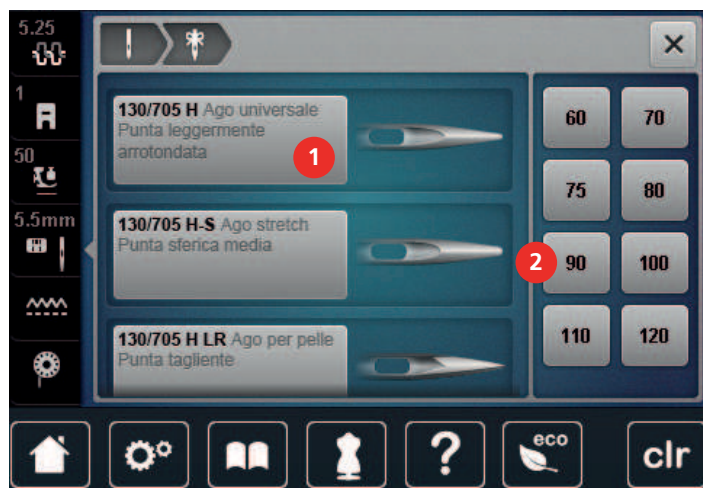 5.25
1
50
5.5mm
130/705 H Ago universale
Punta leggermente
arrotondata
1
130/705 H-S Ago stretch
Punta sferica media
2
130/705 H LR Ago per pelle
Punta tagliente
60 70
75 80
90 100
110 120
?
eco
clr